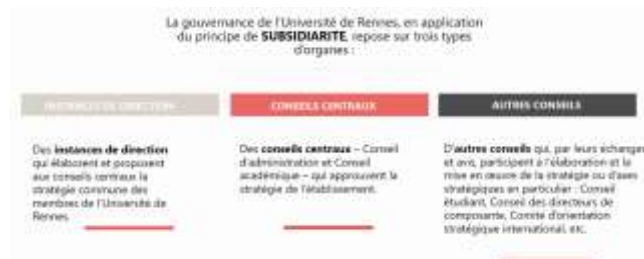 La gouvernance de l'Université de Rennes, en application
du principe de SUBSIDIARITE, repose sur trois types
d'organes :
INSTANCES DE DIRECTION
CONSEILS CENTRAUX
AUTRES CONSEILS
Des instances de direction
qui élaborent et proposent
aux conseils centraux la
stratégie commune des
membres de l'Université de
Rennes.
Des conseils centraux – Conseil
d'administration et Conseil
académique – qui approuvent la
stratégie de l'établissement.
D'autres conseils qui, par leurs échanges
et avis, participent à l'élaboration et la
mise en œuvre de la stratégie ou d'axes
stratégiques en particulier : Conseil
étudiant, Conseil des directeurs de
composante, Comité d'orientation
stratégique international, etc.